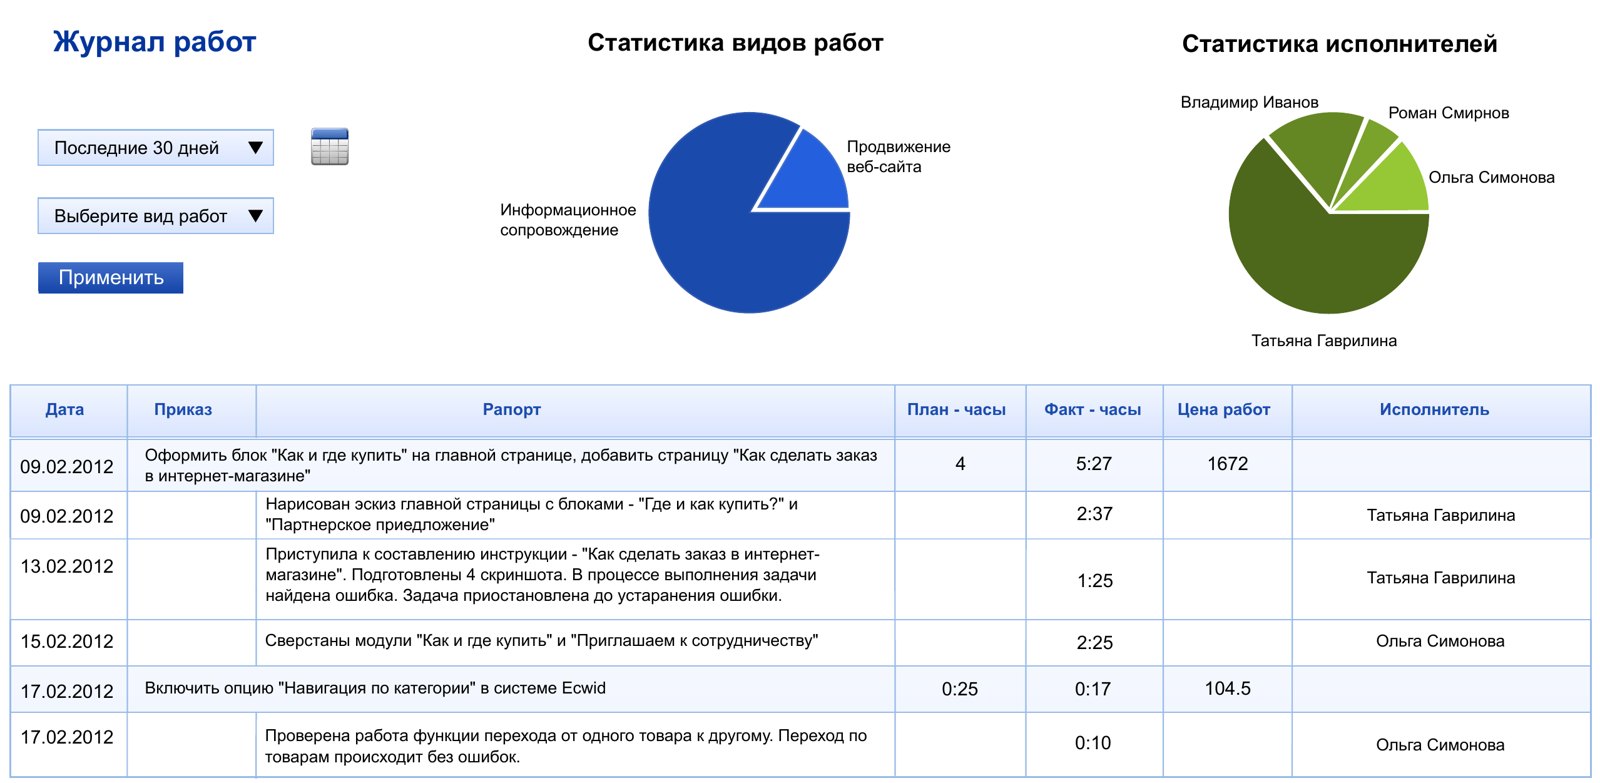 Журнал работ
Статистика видов работ
Статистика исполнителей
Последние 30 дней
Выберите вид работ
Применить
Информационное
сопровождение
Продвижение
веб-сайта
Владимир Иванов
Роман Смирнов
Ольга Симонова
Татьяна Гаврилина
Дата Приказ Рапорт План - часы Факт - часы Цена работ Исполнитель
09.02.2012 Оформить блок "Как и где купить" на главной странице, добавить страницу "Как сделать заказ
в интернет-магазине" 4 5:27 1672
09.02.2012 Нарисован эскиз главной страницы с блоками - "Где и как купить?" и
"Партнерское приедложение" 2:37 Татьяна Гаврилина
13.02.2012 Приступила к составлению инструкции - "Как сделать заказ в интернет-
магазине". Подготовлены 4 скриншота. В процессе выполнения задачи
найдена ошибка. Задача приостановлена до устаранения ошибки. 1:25 Татьяна Гаврилина
15.02.2012 Сверстаны модули "Как и где купить" и "Приглашаем к сотрудничеству" 2:25 Ольга Симонова
17.02.2012 Включить опцию "Навигация по категории" в системе Ecwid 0:25 0:17 104.5
17.02.2012 Проверена работа функции перехода от одного товара к другому. Переход по
товарам происходит без ошибок. 0:10 Ольга Симонова